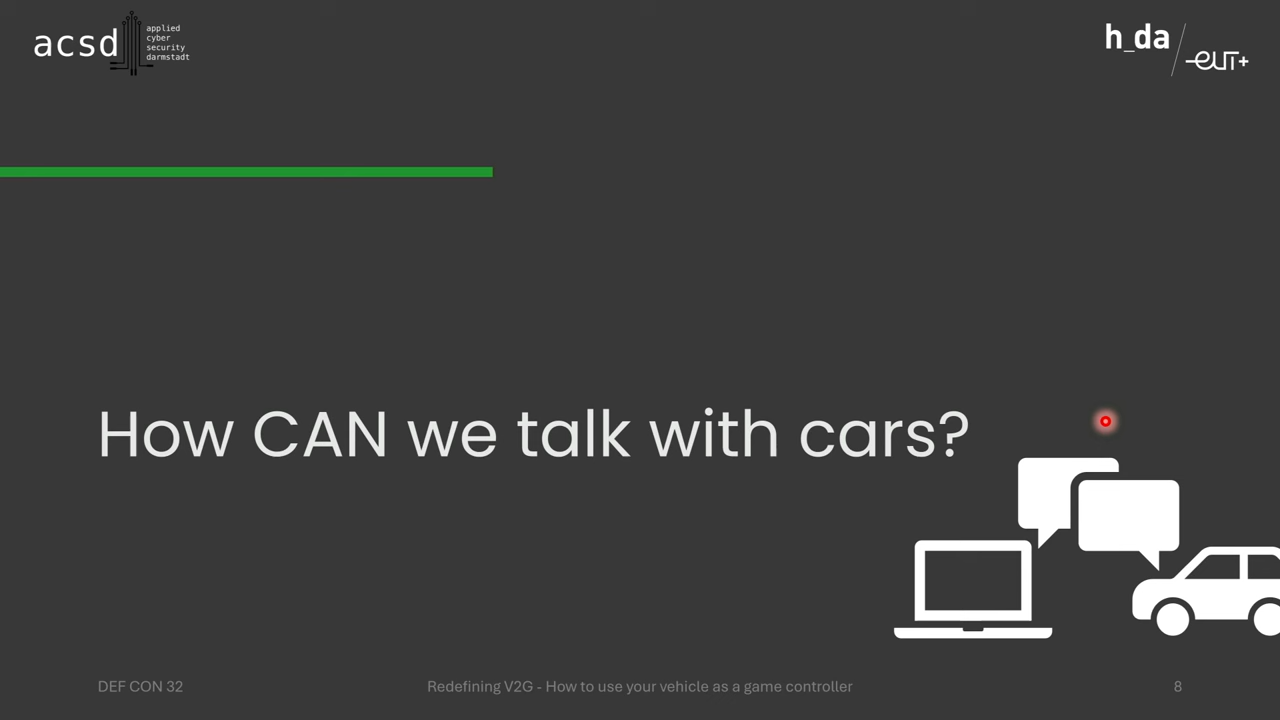 acsd
applied
cyber
security
darmstadt
h_da
eut+
How CAN we talk with cars?
DEF CON 32
Redefining V2G - How to use your vehicle as a game controller
8